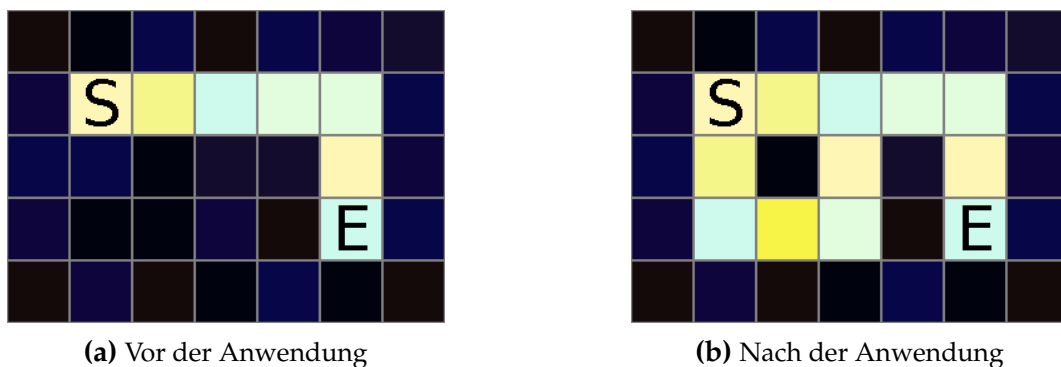 S
E
(a) Vor der Anwendung
S
E
(b) Nach der Anwendung